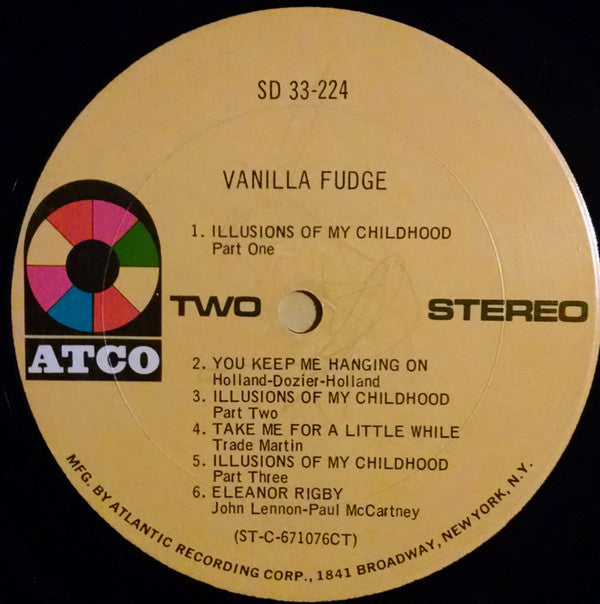 SD 33-224
VANILLA FUDGE
1. ILLUSIONS OF MY CHILDHOOD
Part One
TWO
STEREO
ATCO
2. YOU KEEP ME HANGING ON
Holland-Dozier-Holland
3. ILLUSIONS OF MY CHILDHOOD
Part Two
4. TAKE ME FOR A LITTLE WHILE
Trade Martin
5. ILLUSIONS OF MY CHILDHOOD
Part Three
6. ELEANOR RIGBY
John Lennon-Paul McCartney
(ST-C-671076CT)
MFG. BY ATLANTIC RECORDING CORP., 1841 BROADWAY, NEW YORK, N.Y.